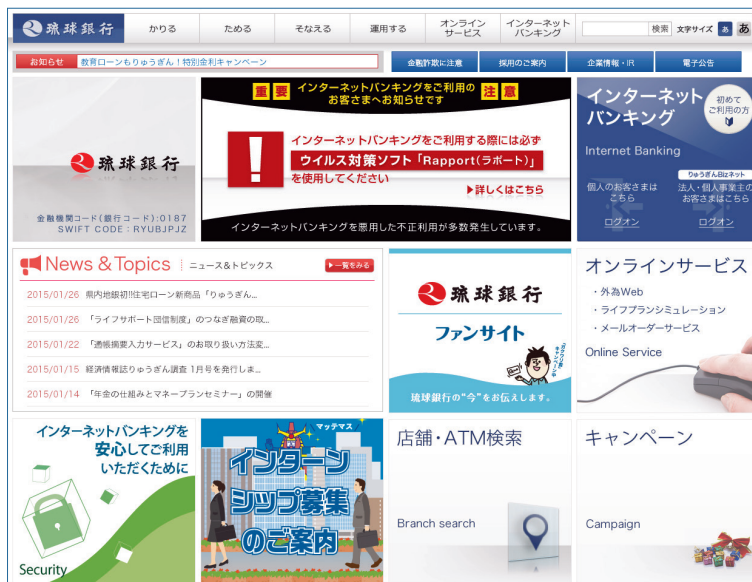 琉球銀行
かりる
ためる
そなえる
運用する
オンライン
サービス
インターネット
バンキング
検索
文字サイズ
あ
あ
お知らせ
教育ローンもりゅうぎん！特別金利キャンペーン
金融詐欺に注意
採用のご案内
企業情報・IR
電子公告
琉球銀行
金融機関コード(銀行コード):0187
SWIFT CODE：RYUBJPJZ
重要
インターネットバンキングをご利用の
お客さまへお知らせです
注意
インターネットバンキングをご利用する際には必ず
ウイルス対策ソフト「Rapport(ラポート)」
を使用してください
▶詳しくはこちら
インターネットバンキングを悪用した不正利用が多数発生しています。
インターネット
バンキング
初めて
ご利用の方
Internet Banking
個人のお客さまは
こちら
ログオン
りゅうぎんBizネット
法人・個人事業主の
お客さまはこちら
ログオン
News & Topics
ニュース&トピックス
▶一覧をみる
2015/01/26 県内地銀初!!住宅ローン新商品「りゅうぎん...
2015/01/26 「ライフサポート団信制度」のつなぎ融資の取...
2015/01/22 「通帳摘要入力サービス」のお取り扱い方法変...
2015/01/15 経済情報誌りゅうぎん調査 1月号を発行しま...
2015/01/14 「年金の仕組みとマネープランセミナー」の開催
琉球銀行
ファンサイト
琉球銀行の“今”をお伝えします。
オンラインサービス
・外為Web
・ライフプランシミュレーション
・メールオーダーサービス
Online Service
インターネットバンキングを
安心してご利用
いただくために
Security
マッテマス
インターン
シップ募集
のご案内
店舗・ATM検索
Branch search
キャンペーン
Campaign